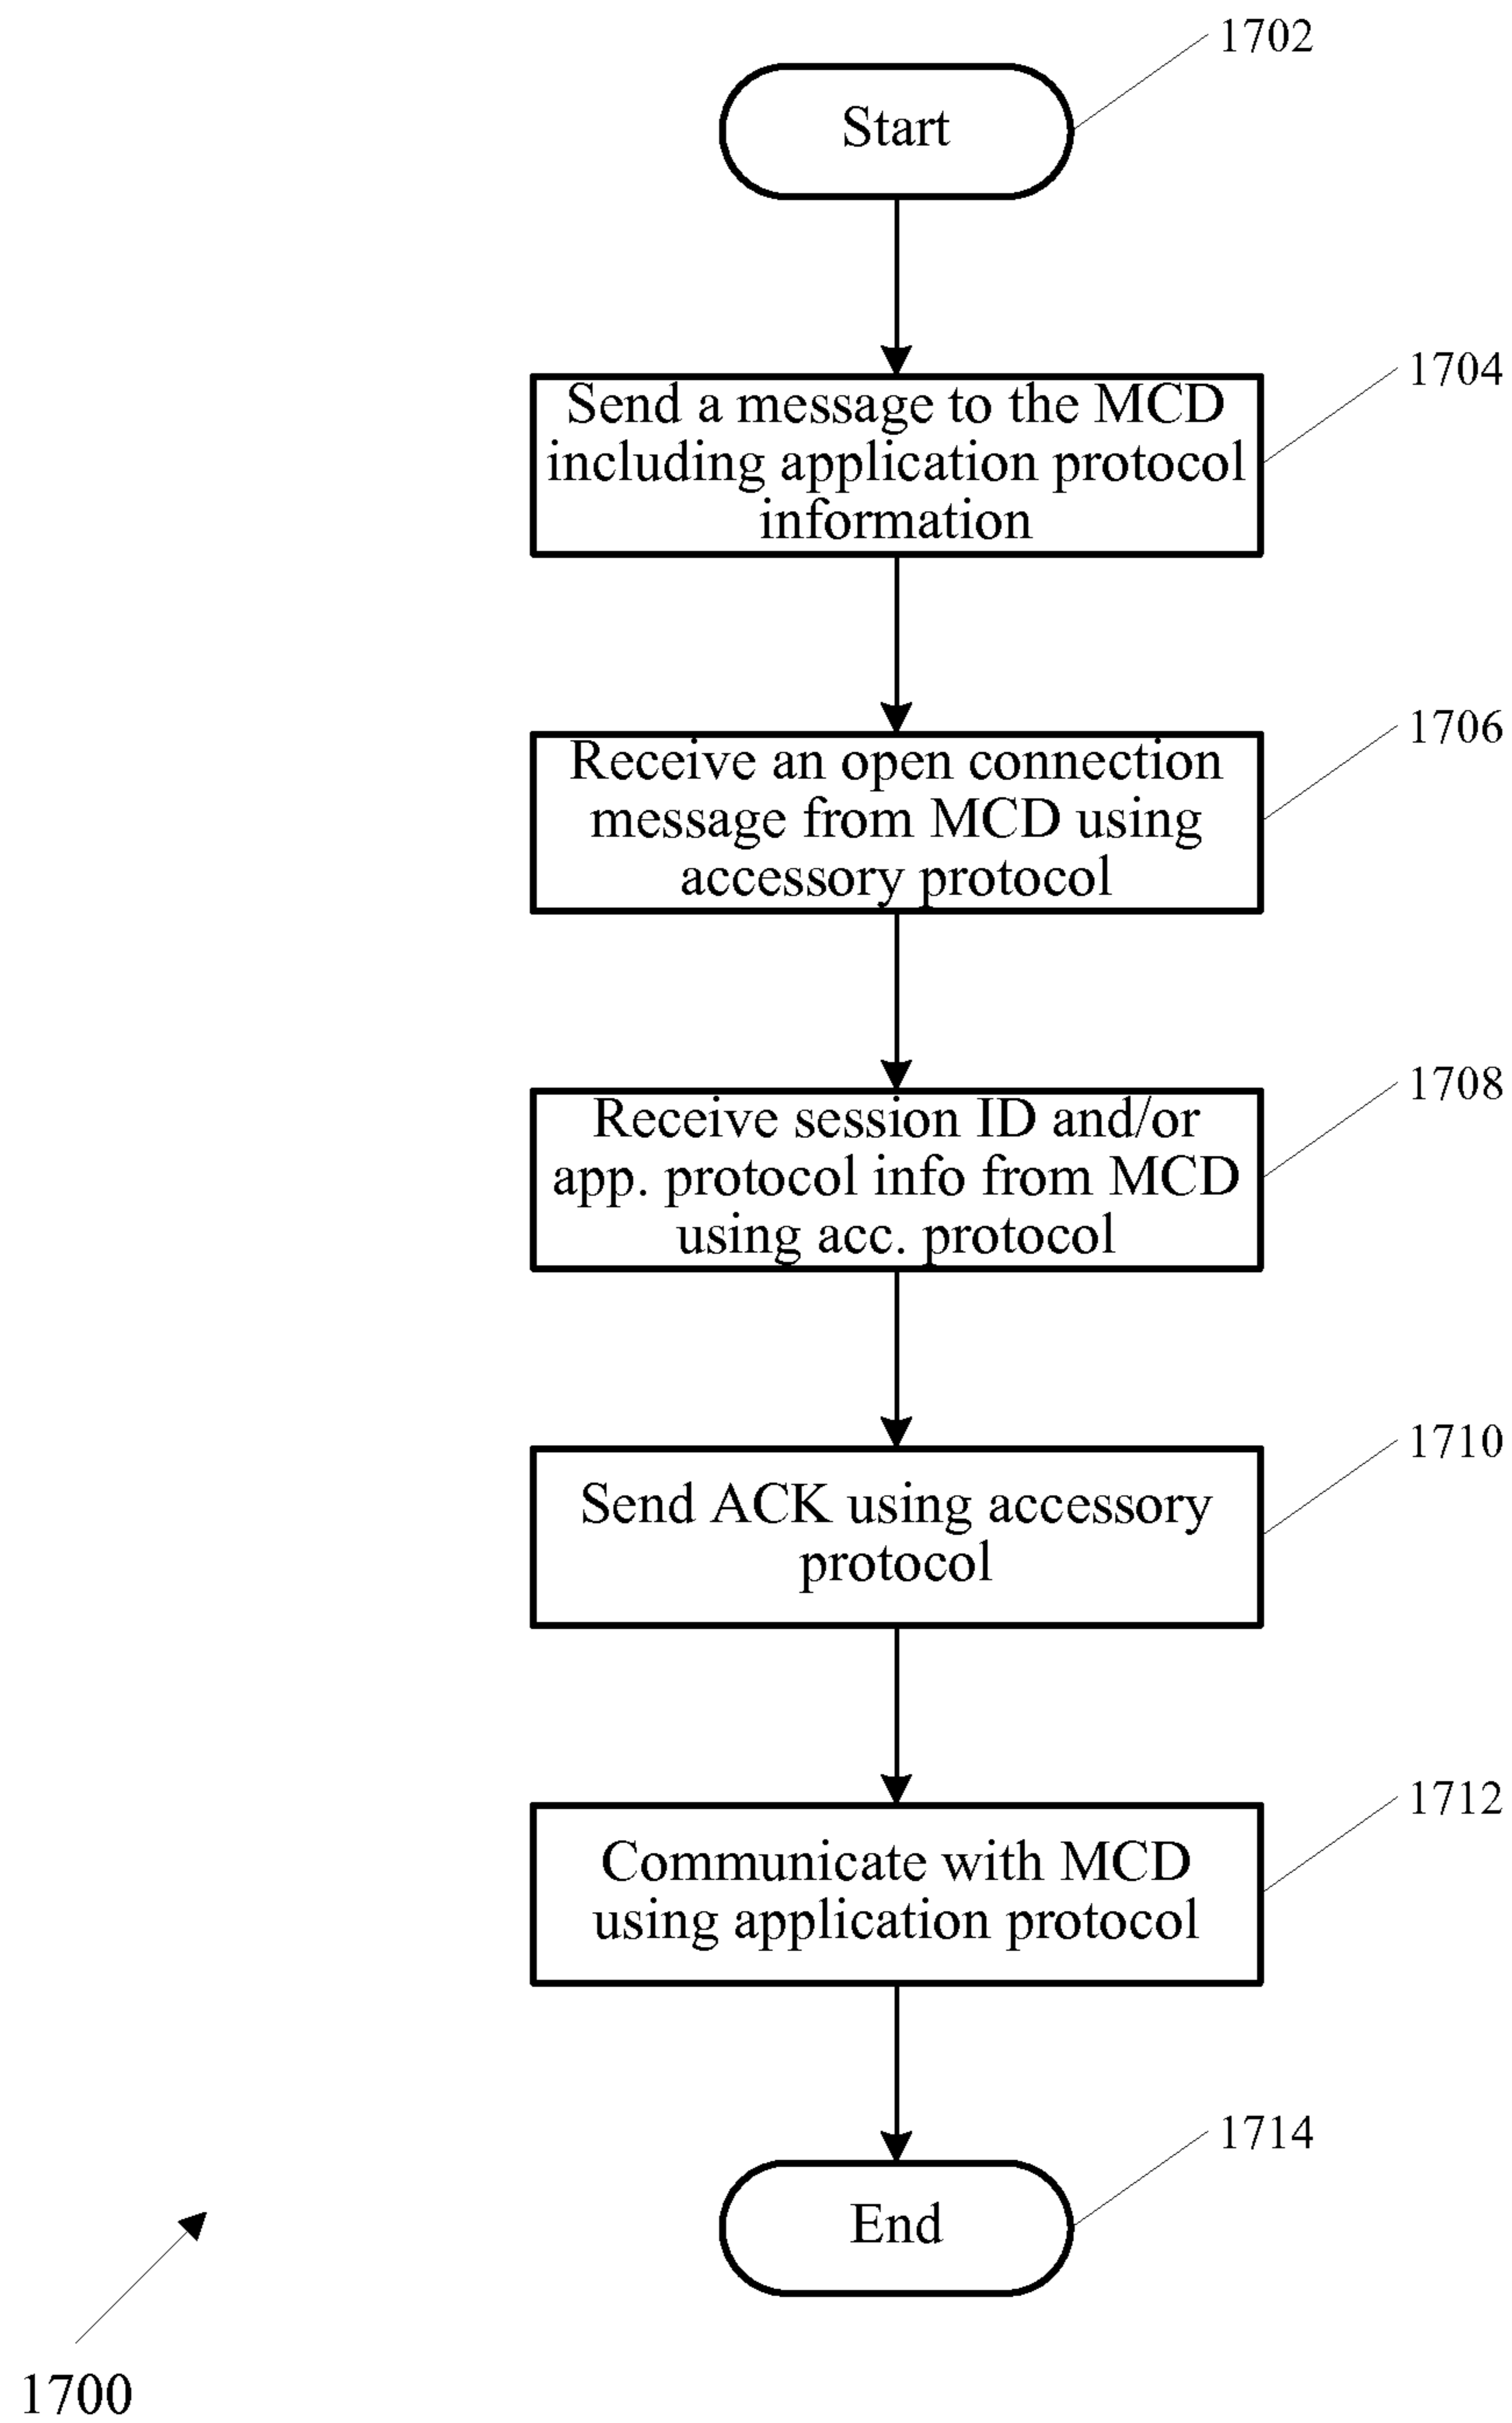 1702
Start
1704
Send a message to the MCD
including application protocol
information
1706
Receive an open connection
message from MCD using
accessory protocol
1708
Receive session ID and/or
app. protocol info from MCD
using acc. protocol
1710
Send ACK using accessory
protocol
1712
Communicate with MCD
using application protocol
1714
End
1700